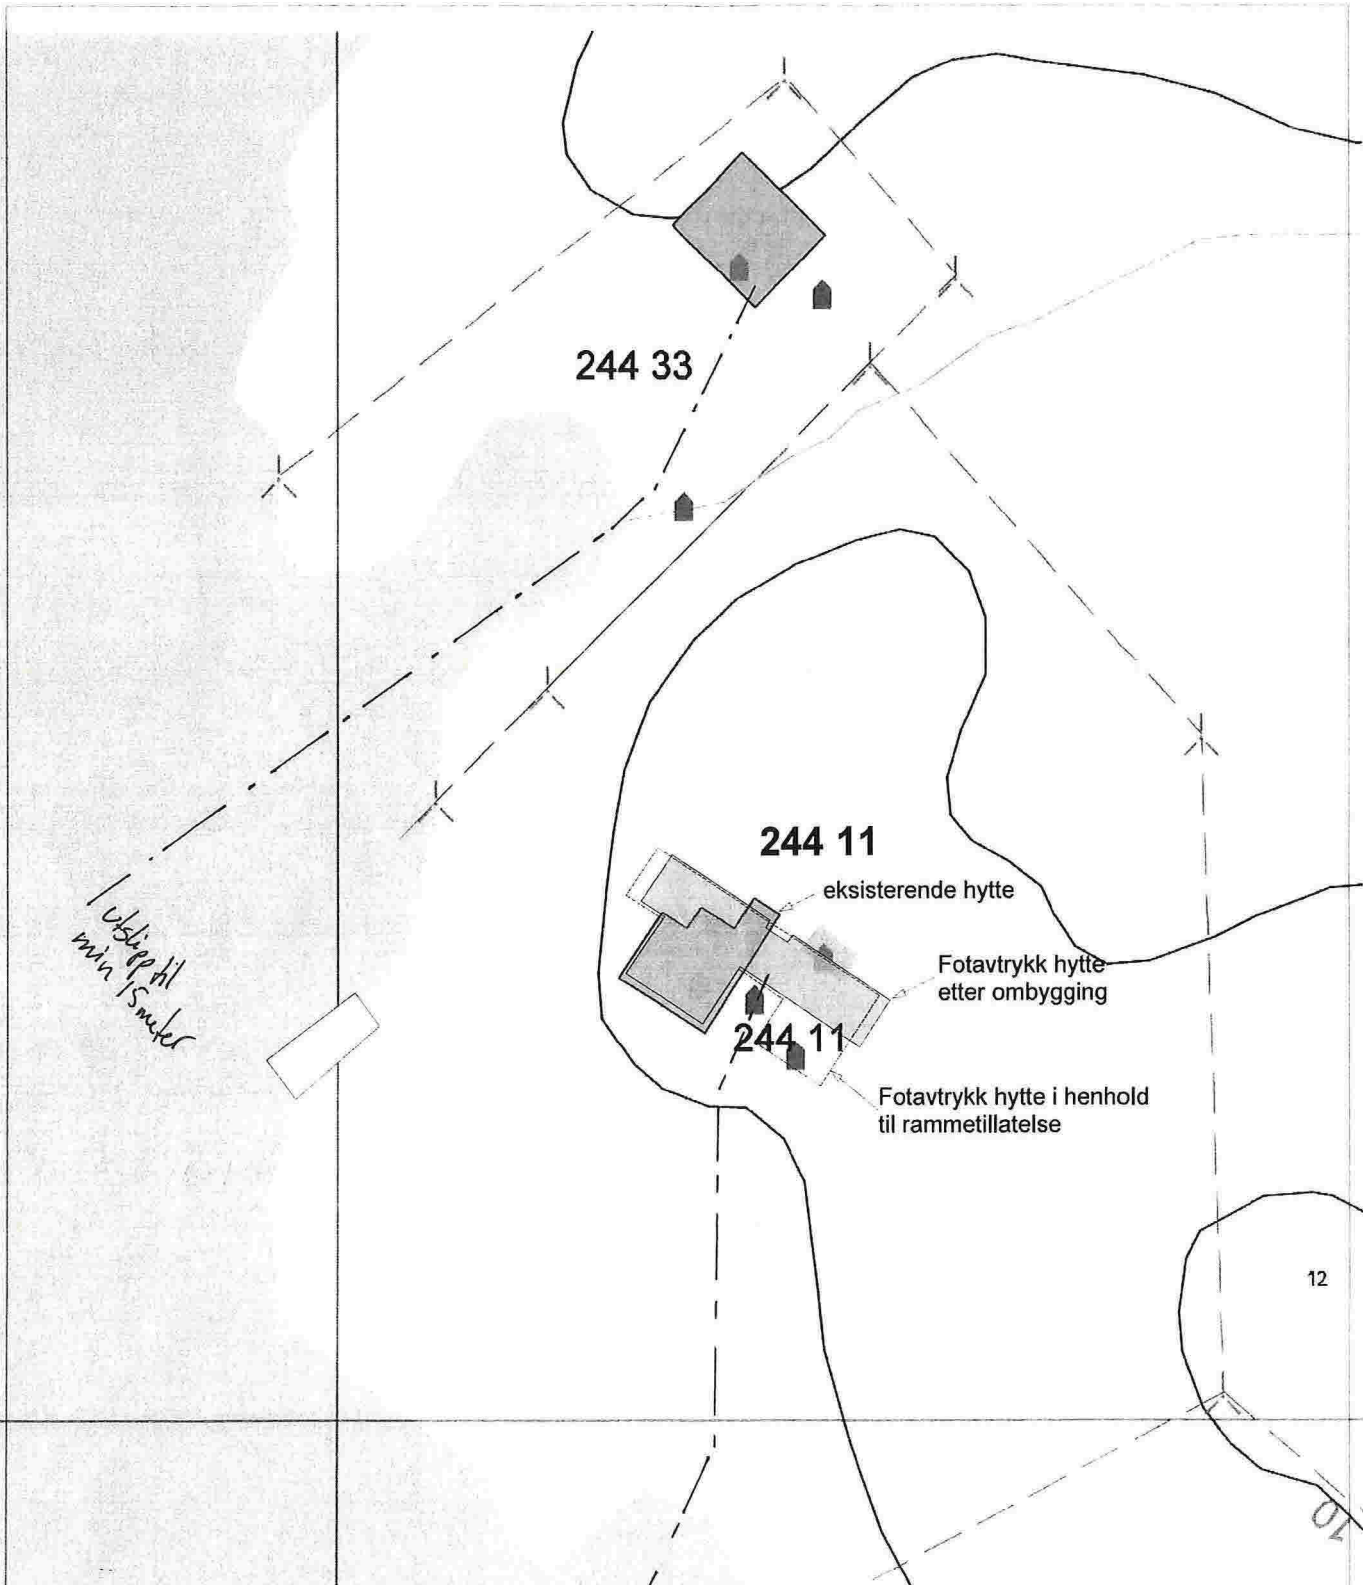 244 33
244 11
eksisterende hytte
Fotavtrykk hytte
etter ombygging
244 11
Fotavtrykk hytte i henhold
til rammetillatelse
utslipp til
min 15 meter
12
10